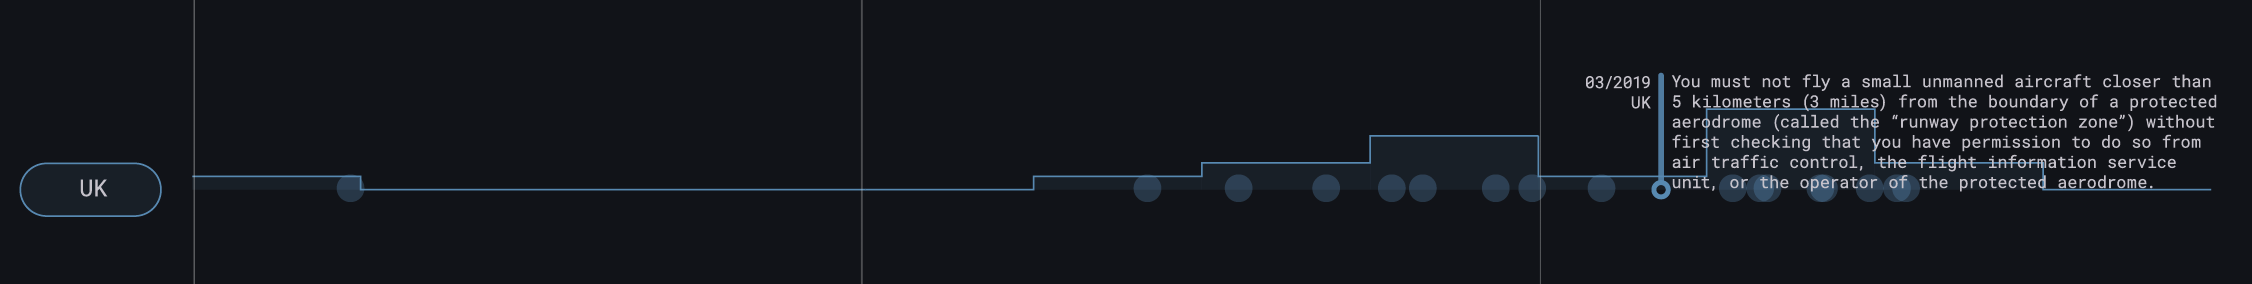 03/2019
UK
You must not fly a small unmanned aircraft closer than
5 kilometers (3 miles) from the boundary of a protected
aerodrome (called the “runway protection zone”) without
first checking that you have permission to do so from
air traffic control, the flight information service
unit, or the operator of the protected aerodrome.
UK